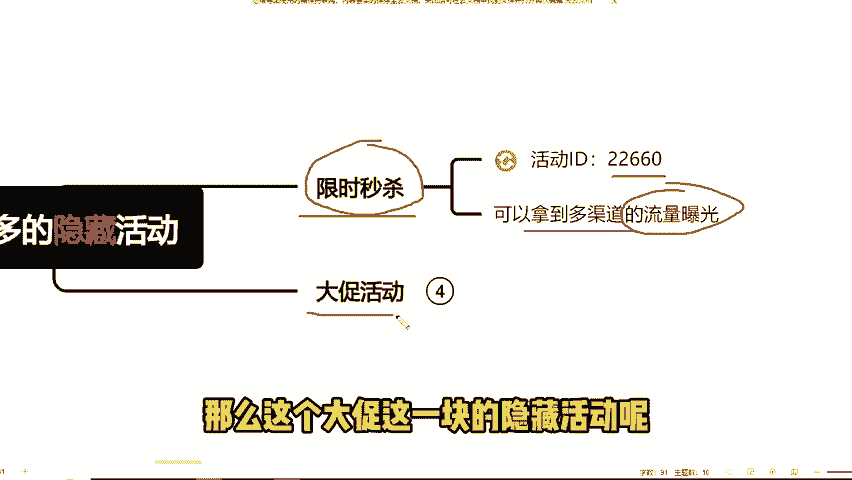 限时秒杀
活动ID：22660
可以拿到多渠道的流量曝光
多的隐藏活动
大促活动 ④
那么这个大促这一块的隐藏活动呢
字数：91 主题数：10